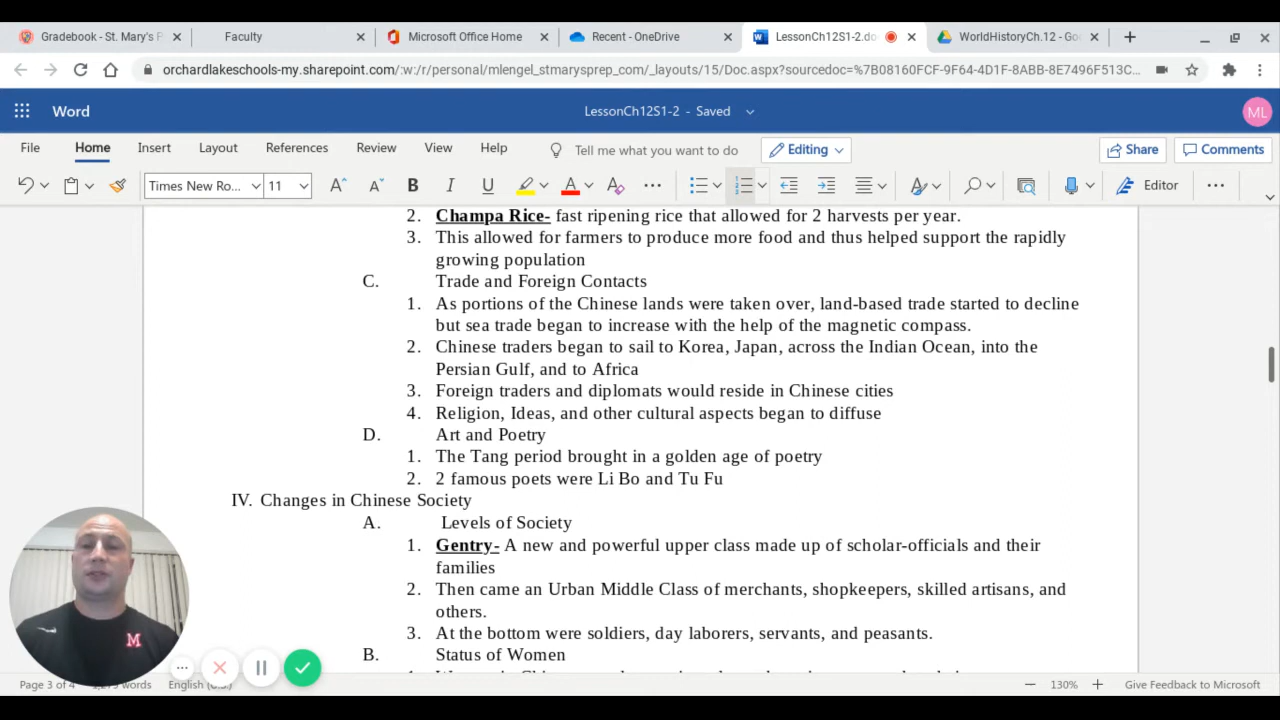 Gradebook - St. Mary's P
Faculty
Microsoft Office Home
Recent - OneDrive
LessonCh12S1-2.do
WorldHistoryCh.12 - Go
orchardlakeschools-my.sharepoint.com/:w:/r/personal/mlengel_stmarysprep_com/_layouts/15/Doc.aspx?sourcedoc=%7B08160FCF-9F64-4D1F-8ABB-8E7496F513C...
Word
LessonCh12S1-2 - Saved
ML
File Home Insert Layout References Review View Help Tell me what you want to do Editing Share Comments
Times New Ro... 11 A A B I U A ... Editor ...
2. Champa Rice- fast ripening rice that allowed for 2 harvests per year.
3. This allowed for farmers to produce more food and thus helped support the rapidly
growing population
C. Trade and Foreign Contacts
1. As portions of the Chinese lands were taken over, land-based trade started to decline
but sea trade began to increase with the help of the magnetic compass.
2. Chinese traders began to sail to Korea, Japan, across the Indian Ocean, into the
Persian Gulf, and to Africa
3. Foreign traders and diplomats would reside in Chinese cities
4. Religion, Ideas, and other cultural aspects began to diffuse
D. Art and Poetry
1. The Tang period brought in a golden age of poetry
2. 2 famous poets were Li Bo and Tu Fu
IV. Changes in Chinese Society
A. Levels of Society
1. Gentry- A new and powerful upper class made up of scholar-officials and their
families
2. Then came an Urban Middle Class of merchants, shopkeepers, skilled artisans, and
others.
3. At the bottom were soldiers, day laborers, servants, and peasants.
B. Status of Women
M
Page 3 of 4 words English 130% Give Feedback to Microsoft